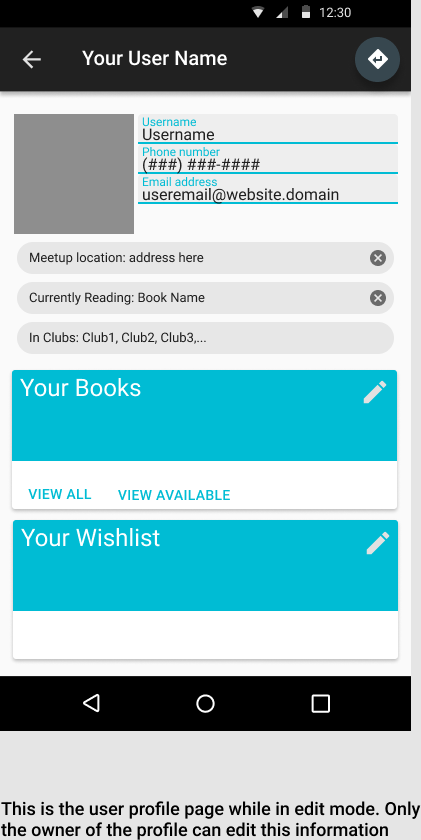 12:30
Your User Name
Username
Username
Phone number
(###) ###-####
Email address
useremail@website.domain
Meetup location: address here
Currently Reading: Book Name
In Clubs: Club1, Club2, Club3,...
Your Books
VIEW ALL VIEW AVAILABLE
Your Wishlist
This is the user profile page while in edit mode. Only
the owner of the profile can edit this information